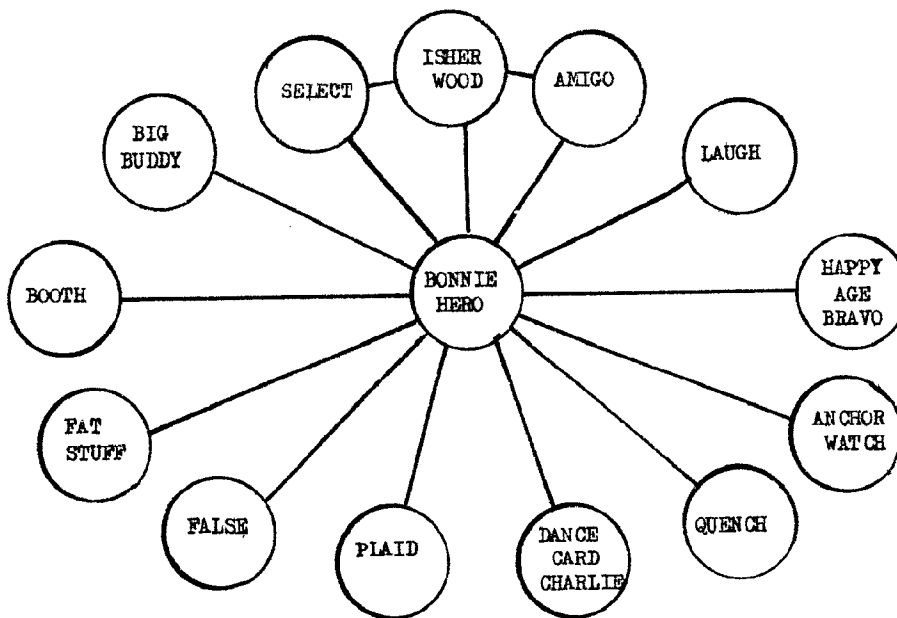 ISHER
WOOD
SELECT
AMIGO
BIG
BUDDY
LAUGH
BOOTH
BONNIE
HERO
HAPPY
AGE
BRAVO
FAT
STUFF
ANCHOR
WATCH
FALSE
PLAID
DANCE
CARD
CHARLIE
QUENCH